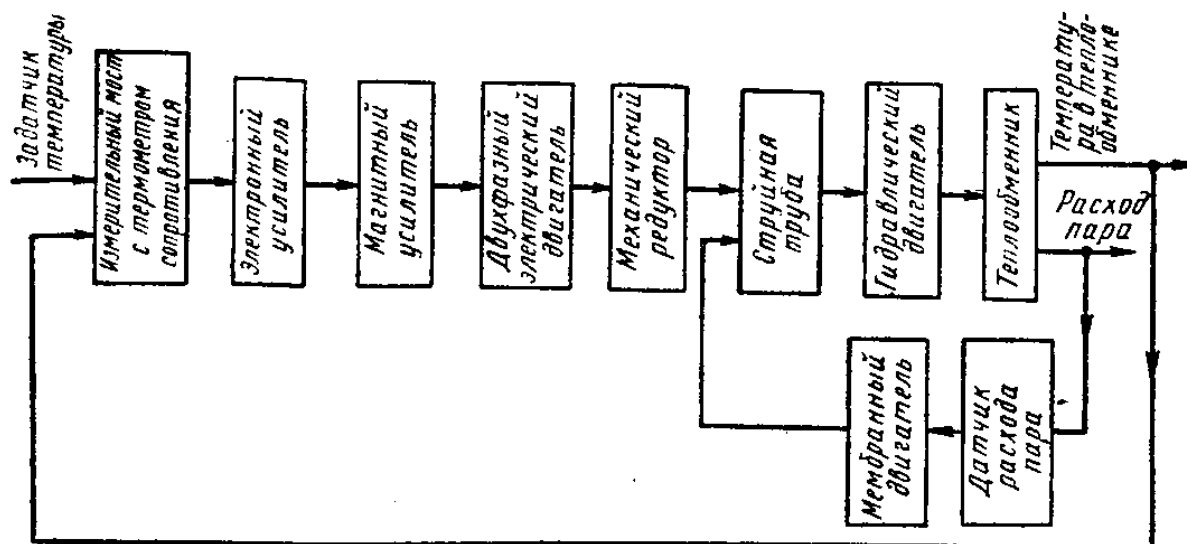 Задатчик
температуры
Измерительный мост
с термометром
сопротивления
Электронный
усилитель
Магнитный
усилитель
Двухфазный
электрический
двигатель
Механический
редуктор
Струйная
труба
Гидравлический
двигатель
Теплообменник
Температу-
ра в тепло-
обменнике
Расход
пара
Мембранный
двигатель
Датчик
расхода
пара